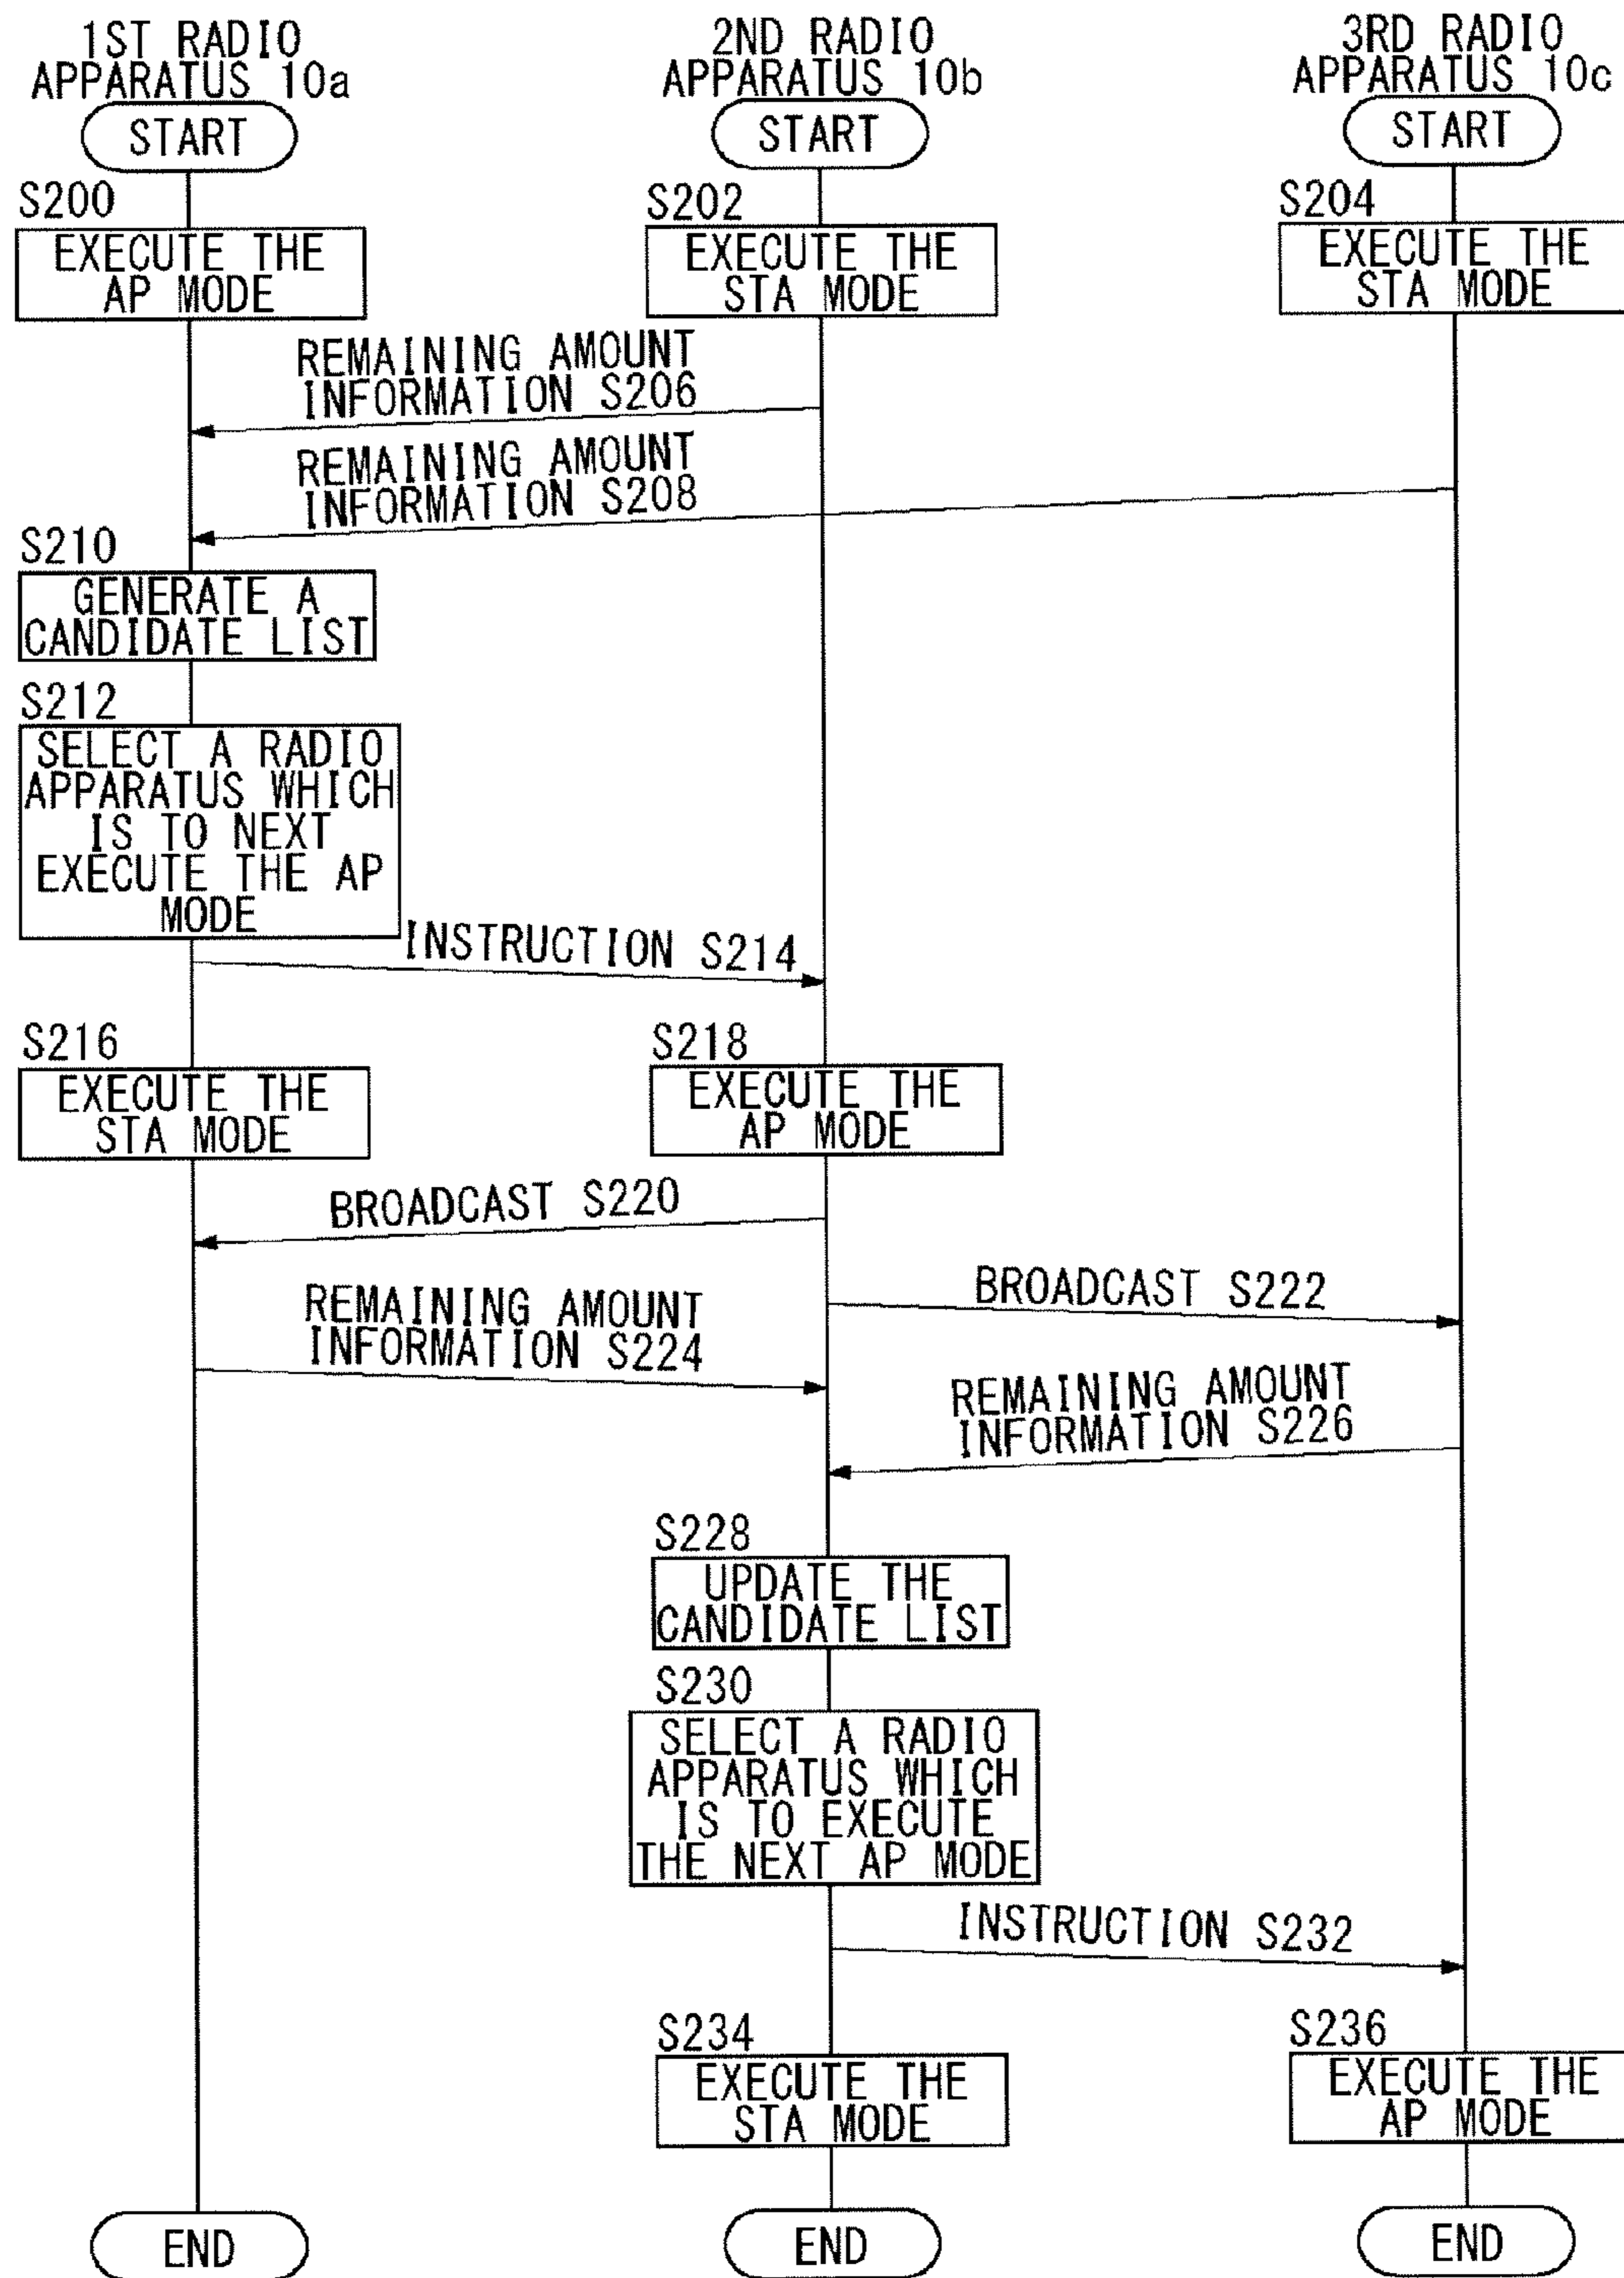 1ST RADIO
APPARATUS 10a
2ND RADIO
APPARATUS 10b
3RD RADIO
APPARATUS 10c
START
START
START
S200
EXECUTE THE
AP MODE
S202
EXECUTE THE
STA MODE
S204
EXECUTE THE
STA MODE
REMAINING AMOUNT
INFORMATION S206
REMAINING AMOUNT
INFORMATION S208
S210
GENERATE A
CANDIDATE LIST
S212
SELECT A RADIO
APPARATUS WHICH
IS TO NEXT
EXECUTE THE AP
MODE
INSTRUCTION S214
S216
EXECUTE THE
STA MODE
S218
EXECUTE THE
AP MODE
BROADCAST S220
BROADCAST S222
REMAINING AMOUNT
INFORMATION S224
REMAINING AMOUNT
INFORMATION S226
S228
UPDATE THE
CANDIDATE LIST
S230
SELECT A RADIO
APPARATUS WHICH
IS TO EXECUTE
THE NEXT AP MODE
INSTRUCTION S232
S234
EXECUTE THE
STA MODE
S236
EXECUTE THE
AP MODE
END
END
END